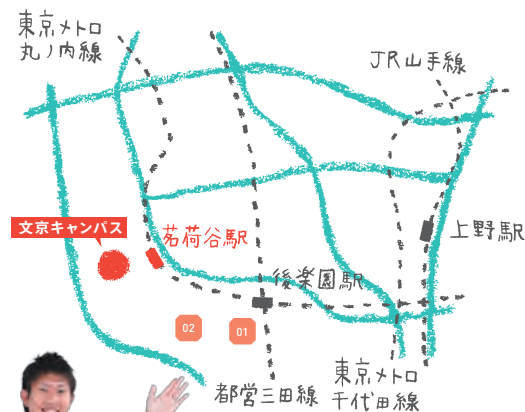 東京メトロ
丸ノ内線
JR山手線
文京キャンパス
茗荷谷駅
上野駅
後楽園駅
02
01
都営三田線
東京メトロ
千代田線